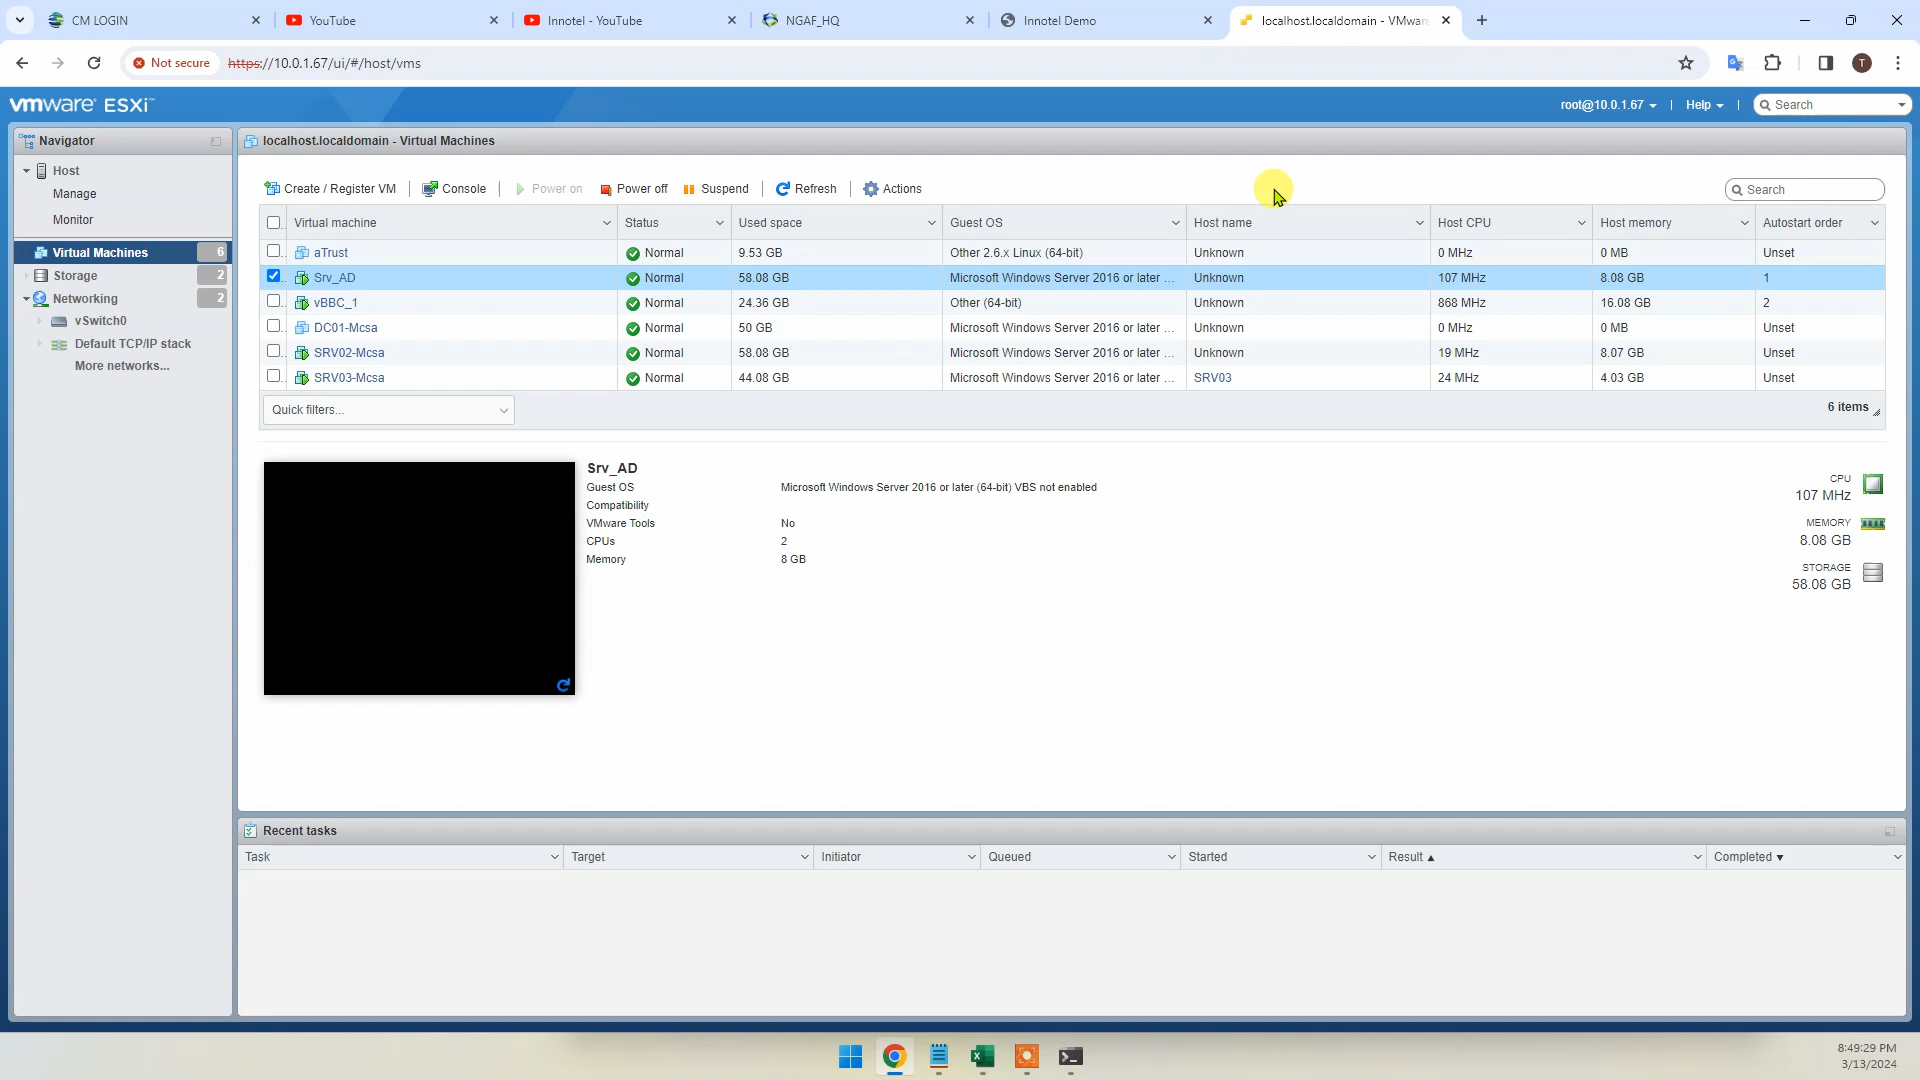 CM LOGIN
YouTube
Innotel - YouTube
NGAF_HQ
Innotel Demo
localhost.localdomain - VMwar
Not secure
https://10.0.1.67/ui/#/host/vms
T
vmware ESXi
root@10.0.1.67 | Help | Search
Navigator
Host
Manage
Monitor
Virtual Machines 6
Storage 2
Networking 2
vSwitch0
Default TCP/IP stack
More networks...
localhost.localdomain - Virtual Machines
Create / Register VM | Console | Power on Power off Suspend | Refresh | Actions
Search
Virtual machine Status Used space Guest OS Host name Host CPU Host memory Autostart order
aTrust Normal 9.53 GB Other 2.6.x Linux (64-bit) Unknown 0 MHz 0 MB Unset
Srv_AD Normal 58.08 GB Microsoft Windows Server 2016 or later ... Unknown 107 MHz 8.08 GB 1
vBBC_1 Normal 24.36 GB Other (64-bit) Unknown 868 MHz 16.08 GB 2
DC01-Mcsa Normal 50 GB Microsoft Windows Server 2016 or later ... Unknown 0 MHz 0 MB Unset
SRV02-Mcsa Normal 58.08 GB Microsoft Windows Server 2016 or later ... Unknown 19 MHz 8.07 GB Unset
SRV03-Mcsa Normal 44.08 GB Microsoft Windows Server 2016 or later ... SRV03 24 MHz 4.03 GB Unset
Quick filters...
6 items
Srv_AD
Guest OS Microsoft Windows Server 2016 or later (64-bit) VBS not enabled
Compatibility
VMware Tools No
CPUs 2
Memory 8 GB
CPU
107 MHz
MEMORY
8.08 GB
STORAGE
58.08 GB
Recent tasks
Task Target Initiator Queued Started Result ▲ Completed ▼
8:49:29 PM
3/13/2024